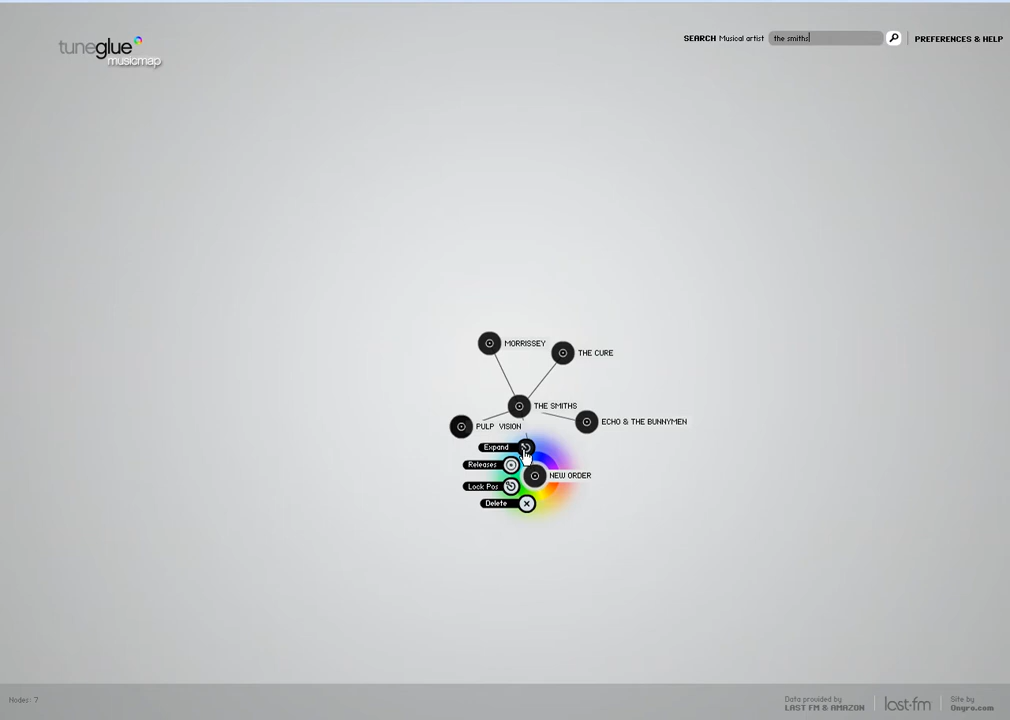 tuneglue
musicmap
SEARCH Musical artist the smiths PREFERENCES & HELP
MORRISSEY
THE CURE
THE SMITHS
ECHO & THE BUNNYMEN
PULP VISION
Expand
Releases
NEW ORDER
Lock Pos
Delete
Nodes: 7
Data provided by
LAST FM & AMAZON
last.fm
Site by
Onyro.com